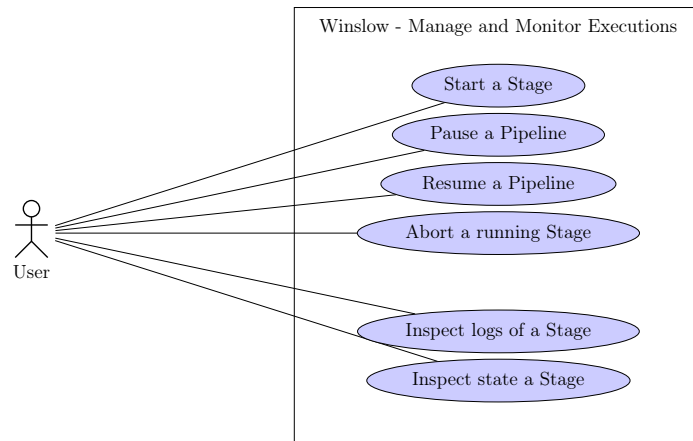 Winslow - Manage and Monitor Executions
Start a Stage
Pause a Pipeline
Resume a Pipeline
Abort a running Stage
User
Inspect logs of a Stage
Inspect state a Stage